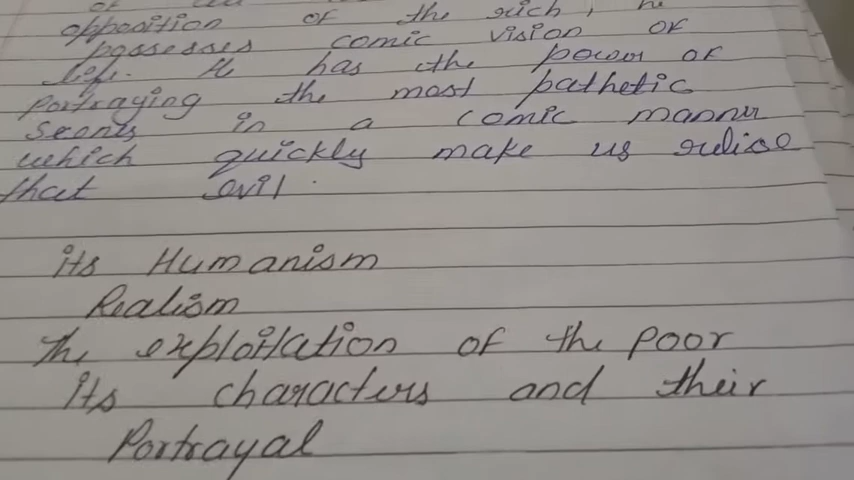 opposition of the rich, he
possesses comic vision of
life. He has the power of
portraying the most pathetic
scents in a comic manner
which quickly make us relise
that evil.
its Humanism
Realism
The exploitation of the poor
its characters and their
Portrayal